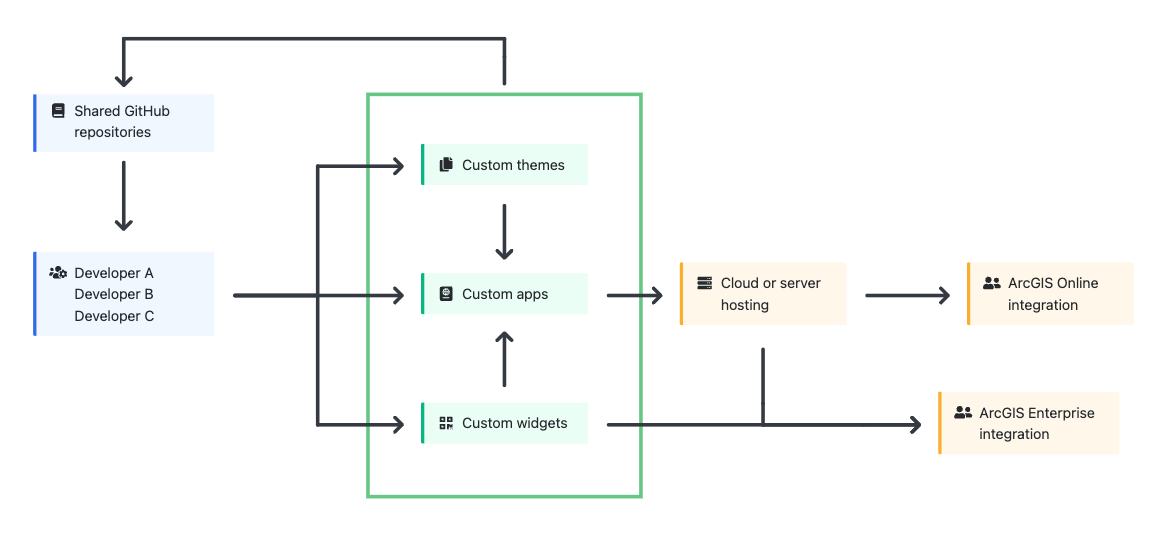 Shared GitHub
repositories
Developer A
Developer B
Developer C
Custom themes
Custom apps
Custom widgets
Cloud or server
hosting
ArcGIS Online
integration
ArcGIS Enterprise
integration